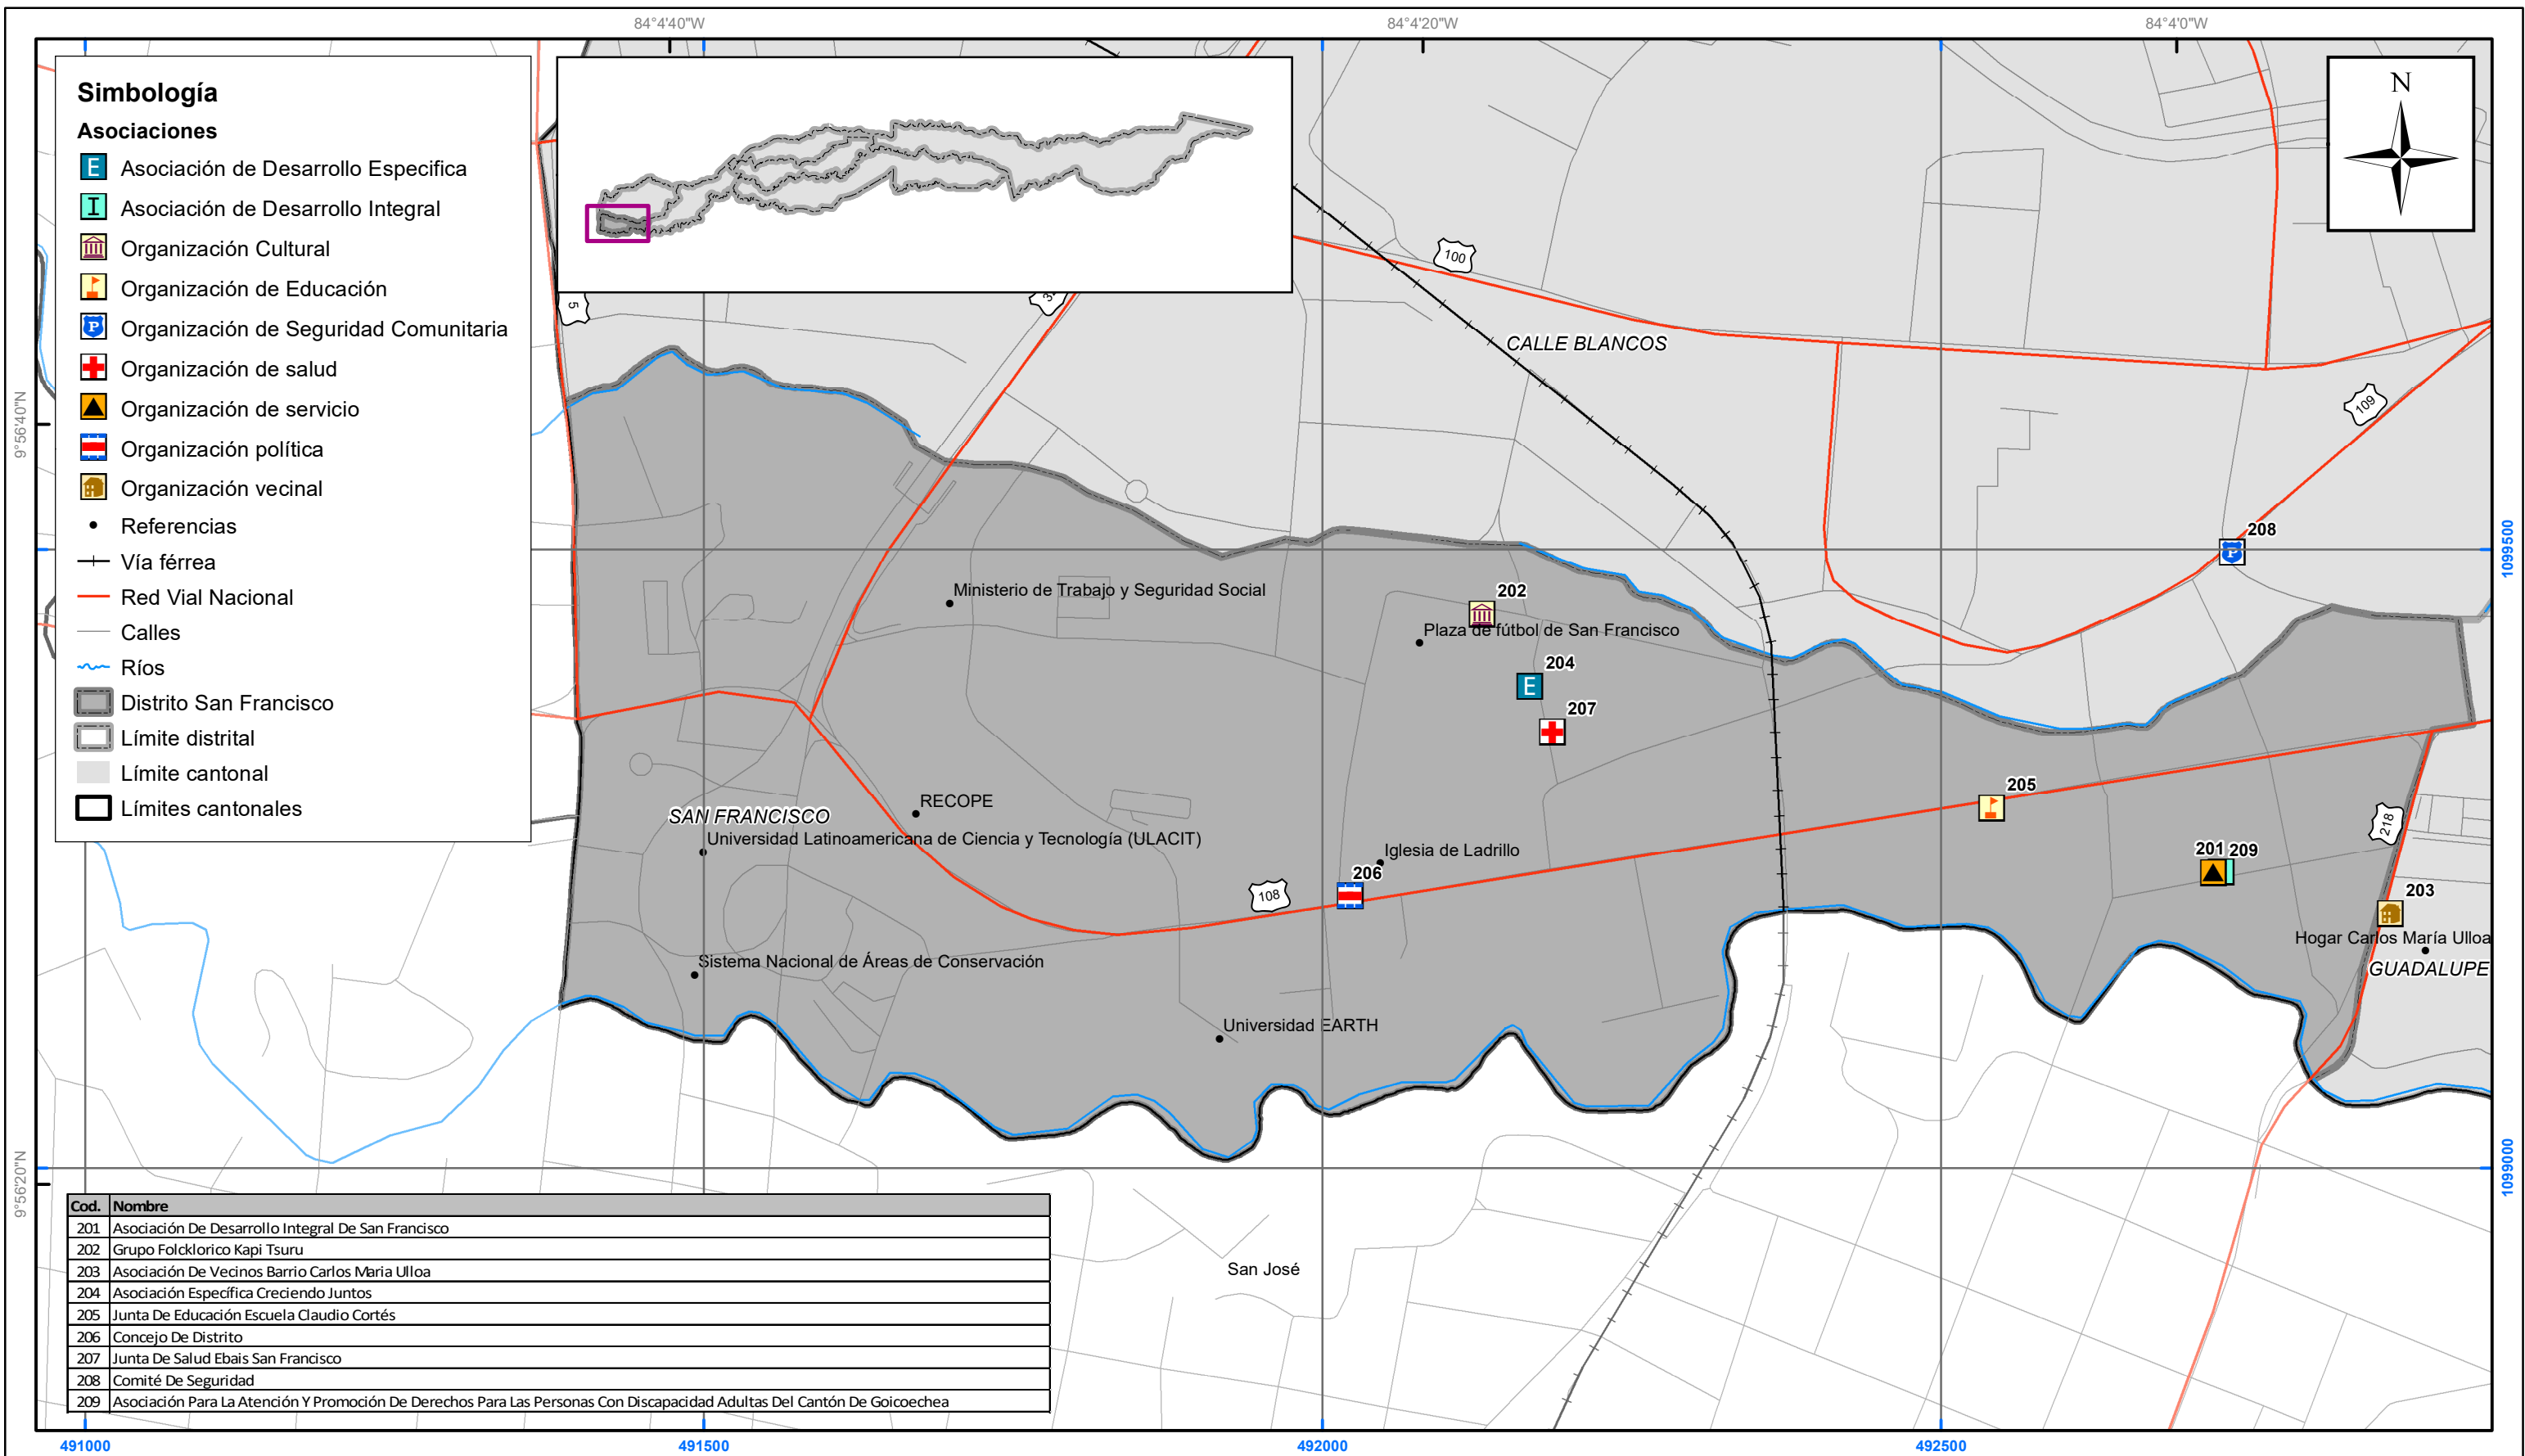 84°4'40"W
84°4'20"W
84°4'0"W
Simbología
Asociaciones
E Asociación de Desarrollo Especifica
I Asociación de Desarrollo Integral
Organización Cultural
Organización de Educación
P Organización de Seguridad Comunitaria
Organización de salud
Organización de servicio
Organización política
Organización vecinal
Referencias
Vía férrea
Red Vial Nacional
Calles
Ríos
Distrito San Francisco
Límite distrital
Límite cantonal
Límites cantonales
N
5
100
CALLE BLANCOS
109
9°56'40"N
208
P
1099500
Ministerio de Trabajo y Seguridad Social
202
Plaza de fútbol de San Francisco
204
E
207
205
RECOPE
SAN FRANCISCO
Universidad Latinoamericana de Ciencia y Tecnología (ULACIT)
218
Iglesia de Ladrillo
201
209
206
108
203
Hogar Carlos María Ulloa
GUADALUPE
Sistema Nacional de Áreas de Conservación
Universidad EARTH
9°56'20"N
1099000
San José
Cod. Nombre
201 Asociación De Desarrollo Integral De San Francisco
202 Grupo Folcklorico Kapi Tsuru
203 Asociación De Vecinos Barrio Carlos Maria Ulloa
204 Asociación Específica Creciendo Juntos
205 Junta De Educación Escuela Claudio Cortés
206 Concejo De Distrito
207 Junta De Salud Ebais San Francisco
208 Comité De Seguridad
209 Asociación Para La Atención Y Promoción De Derechos Para Las Personas Con Discapacidad Adultas Del Cantón De Goicoechea
491000
491500
492000
492500